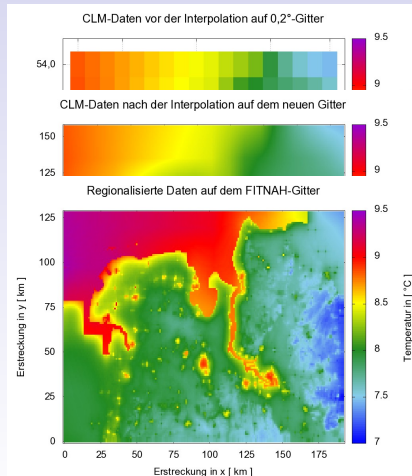 CLM-Daten vor der Interpolation auf 0,2°-Gitter
9.5
54,0
9
CLM-Daten nach der Interpolation auf dem neuen Gitter
9.5
150
125
9
Regionalisierte Daten auf dem FITNAH-Gitter
125
100
75
50
25
0
Erstreckung in y [ km ]
9.5
9
8.5
8
7.5
7
Temperatur in [ °C]
0 25 50 75 100 125 150 175
Erstreckung in x [ km ]